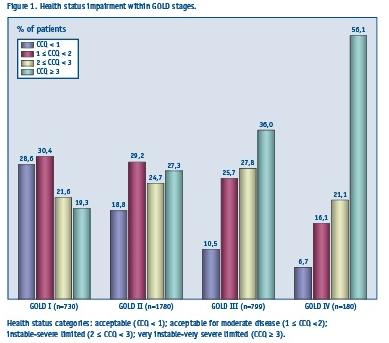 Figure 1. Health status impairment within GOLD stages.
% of patients
CCQ < 1
1 ≤ CCQ < 2
2 ≤ CCQ < 3
CCQ ≥ 3
28,6
30,4
21,6
19,3
18,8
29,2
24,7
27,3
10,5
25,7
27,8
36,0
6,7
16,1
21,1
56,1
GOLD I (n=730)
GOLD II (n=1780)
GOLD III (n=799)
GOLD IV (n=180)
Health status categories: acceptable (CCQ < 1); acceptable for moderate disease (1 ≤ CCQ <2);
instable-severe limited (2 ≤ CCQ < 3); very instable-very severe limited (CCQ ≥ 3).